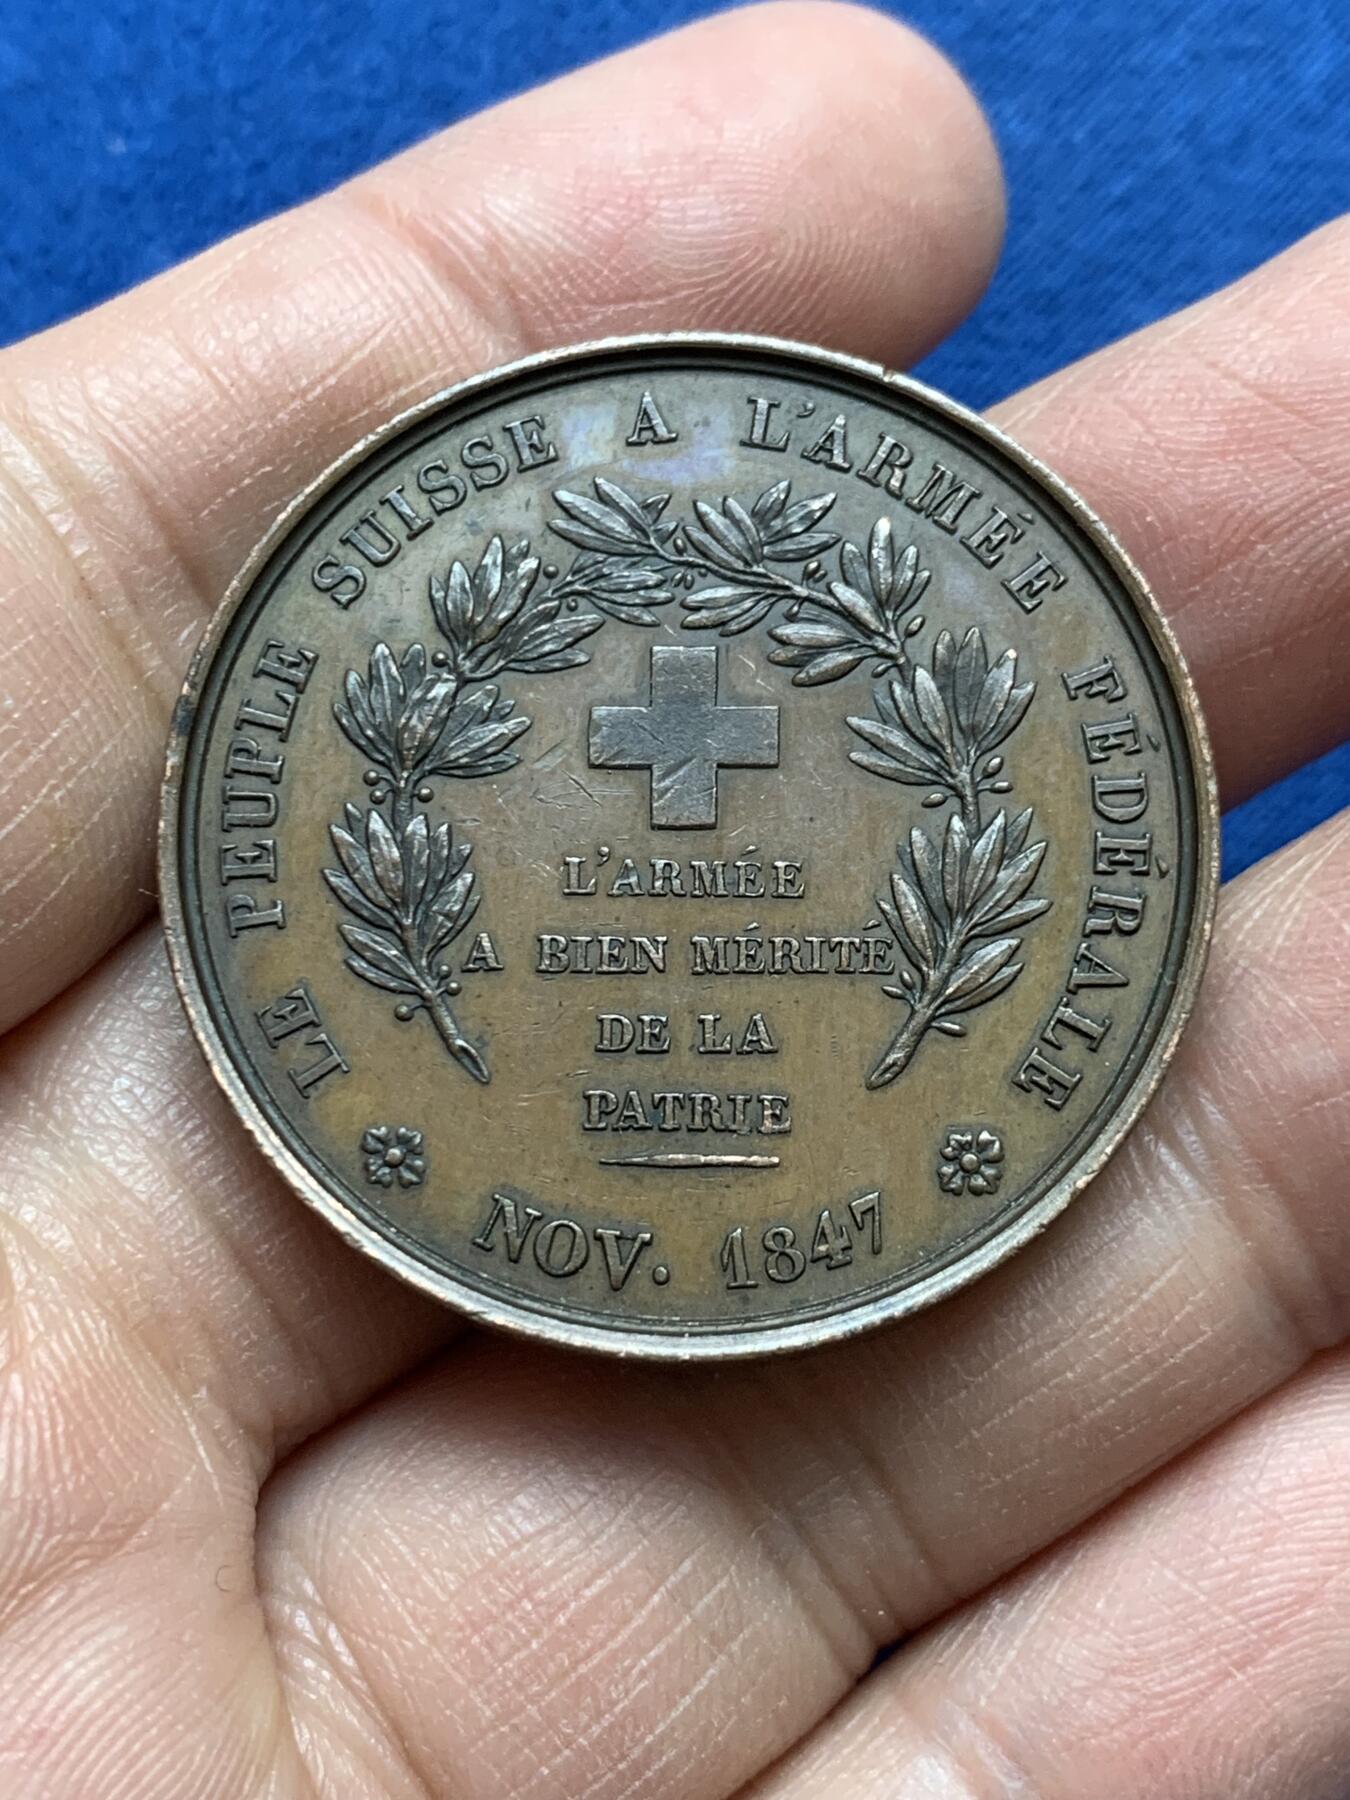 LE PEUPLE SUISSE A L'ARMÉE FÉDÉRALE
L'ARMÉE
A BIEN MÉRITÉ
DE LA
PATRIE
NOV. 1847